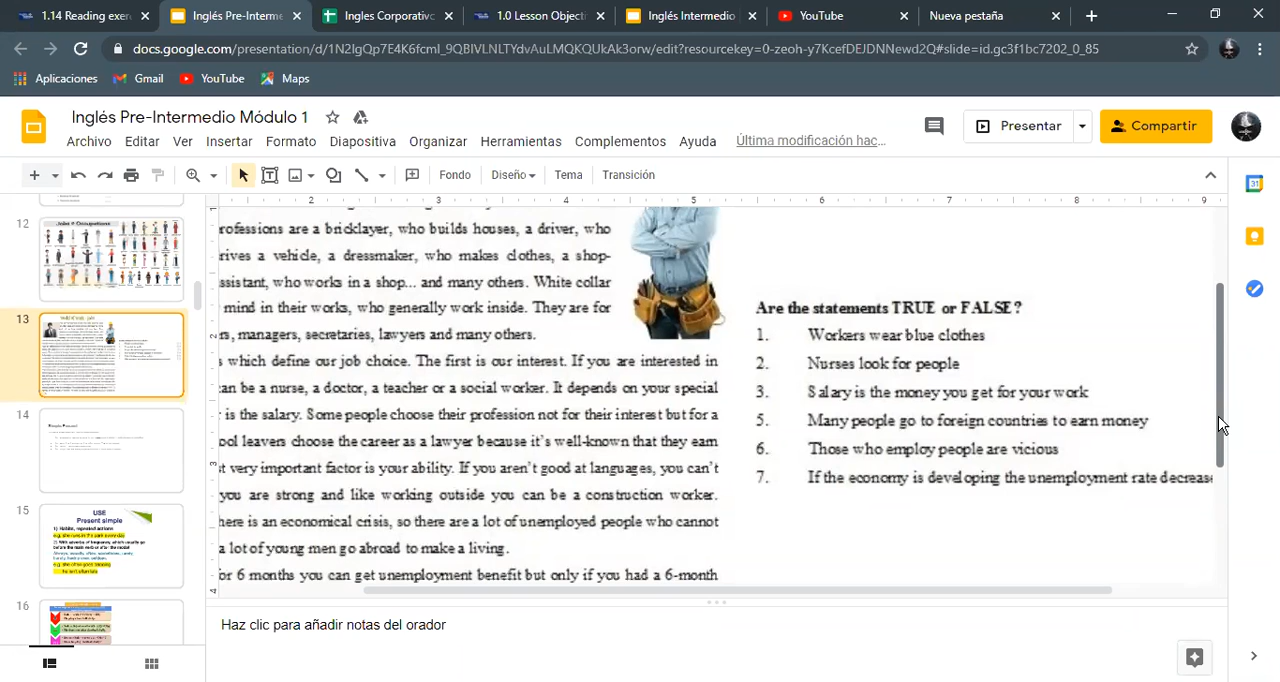 1.14 Reading exer
Inglés Pre-Interme
Ingles Corporativo
1.0 Lesson Objecti
Inglés Intermedio
YouTube
Nueva pestaña
docs.google.com/presentation/d/1N2IgQp7E4K6fcmI_9QBIVLNLTYdvAuLMQKQUkAk3orw/edit?resourcekey=0-zeoh-y7KcefDEJDNNewd2Q#slide=id.gc3f1bc7202_0_85
Aplicaciones
Gmail
YouTube
Maps
Inglés Pre-Intermedio Módulo 1
Archivo Editar Ver Insertar Formato Diapositiva Organizar Herramientas Complementos Ayuda
Última modificación hac...
Presentar
Compartir
Fondo
Diseño
Tema
Transición
1 2 3 4 5 6 7 8 9
12
Jobs & Occupations
13
14
15
USE
Present simple
16
rofessions are a bricklayer, who builds houses, a driver, who
rives a vehicle, a dressmaker, who makes clothes, a shop-
ssistant, who works in a shop... and many others. White collar
mind in their works, who generally work inside. They are for
rs, managers, secretaries, lawyers and many others.
s which define our job choice. The first one is interest. If you are interested in
an be a nurse, a doctor, a teacher or a social worker. It depends on your special
r is the salary. Some people choose their profession not for their interest but for a
ool leavers choose the career as a lawyer because it's well-known that they earn
t very important factor is your ability. If you aren't good at languages, you can't
you are strong and like working outside you can be a construction worker.
here is an economical crisis, so there are a lot of unemployed people who cannot
a lot of young men go abroad to make a living.
or 6 months you can get unemployment benefit but only if you had a 6-month
Are the statements TRUE or FALSE?
1. Workers wear blue clothes
2. Nurses look for people
3. Salary is the money you get for your work
5. Many people go to foreign countries to earn money
6. Those who employ people are vicious
7. If the economy is developing the unemployment rate decrease
Haz clic para añadir notas del orador